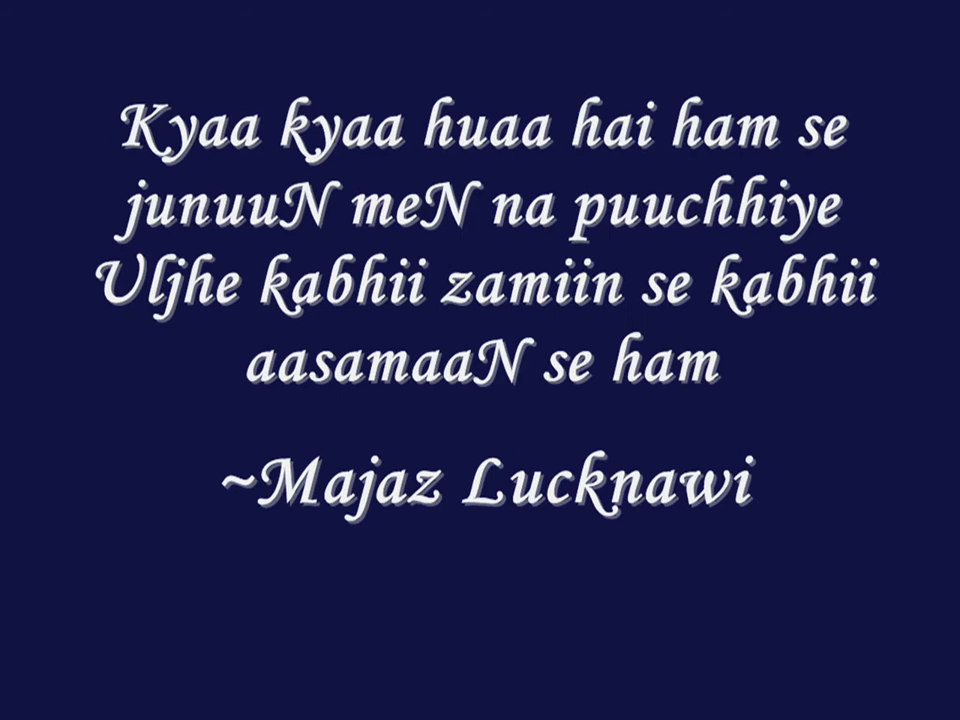 Kyaa kyaa huaa hai ham se
junuuN meN na puuchhiye
Uljhe kabhii zamiin se kabhii
aasamaaN se ham
~Majaz Lucknawi